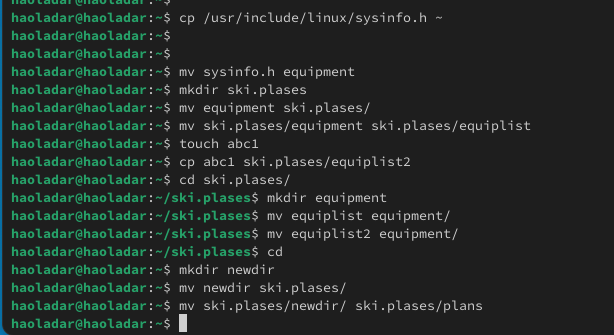 haoladar@haoladar:~$
haoladar@haoladar:~$ cp /usr/include/linux/sysinfo.h ~
haoladar@haoladar:~$
haoladar@haoladar:~$
haoladar@haoladar:~$ mv sysinfo.h equipment
haoladar@haoladar:~$ mkdir ski.plases
haoladar@haoladar:~$ mv equipment ski.plases/
haoladar@haoladar:~$ mv ski.plases/equipment ski.plases/equiplist
haoladar@haoladar:~$ touch abc1
haoladar@haoladar:~$ cp abc1 ski.plases/equiplist2
haoladar@haoladar:~$ cd ski.plases/
haoladar@haoladar:~/ski.plases$ mkdir equipment
haoladar@haoladar:~/ski.plases$ mv equiplist equipment/
haoladar@haoladar:~/ski.plases$ mv equiplist2 equipment/
haoladar@haoladar:~/ski.plases$ cd
haoladar@haoladar:~$ mkdir newdir
haoladar@haoladar:~$ mv newdir ski.plases/
haoladar@haoladar:~$ mv ski.plases/newdir/ ski.plases/plans
haoladar@haoladar:~$